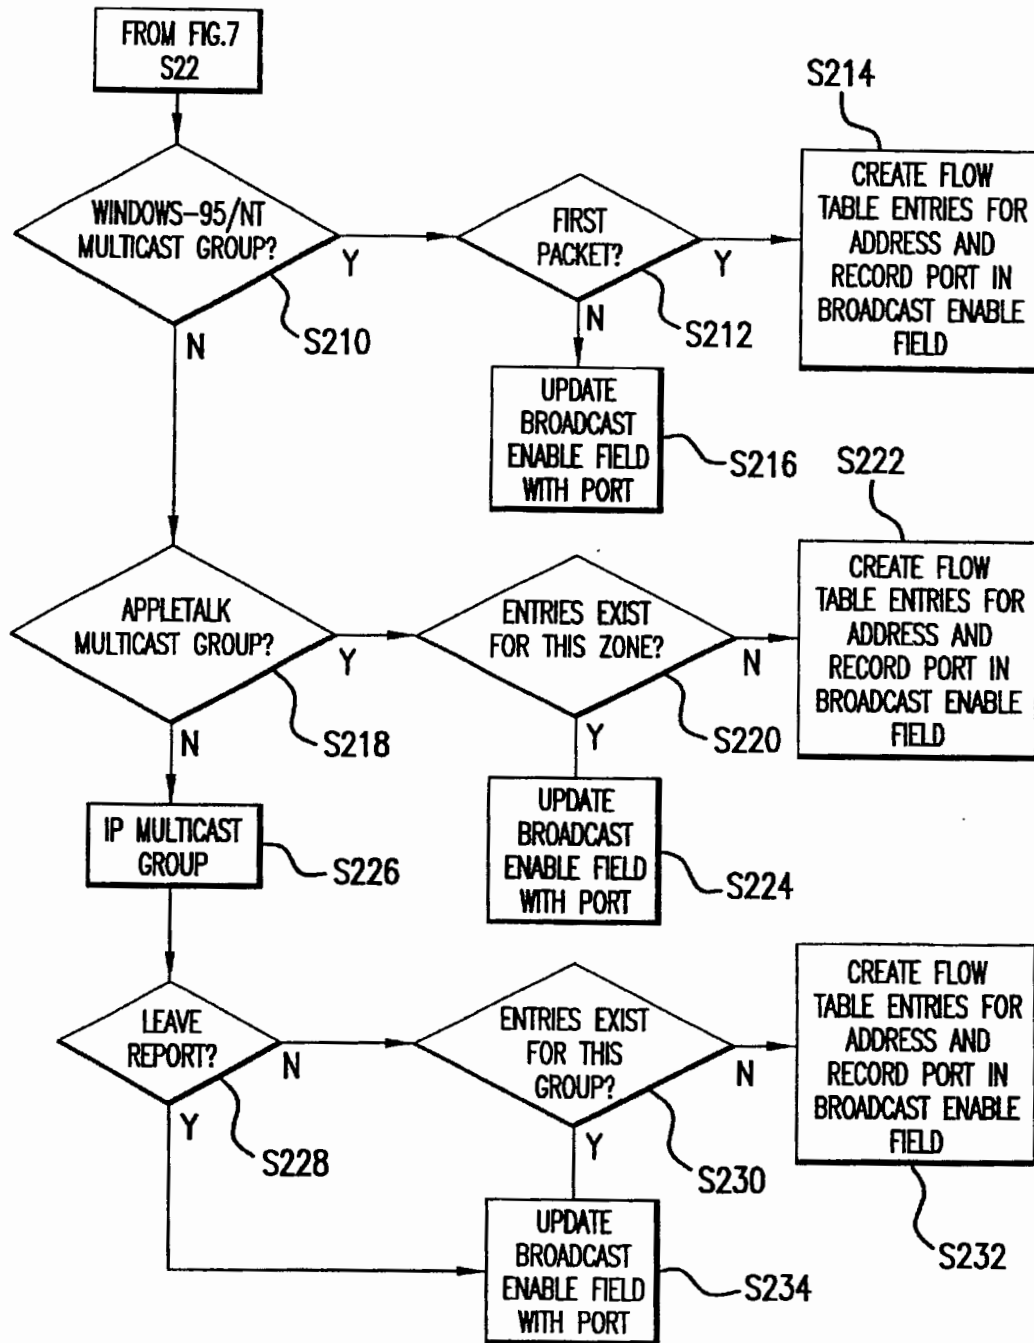 FROM FIG.7
S22
S214
WINDOWS-95/NT
MULTICAST GROUP?
Y
N
S210
FIRST
PACKET?
Y
N
S212
CREATE FLOW
TABLE ENTRIES FOR
ADDRESS AND
RECORD PORT IN
BROADCAST ENABLE
FIELD
UPDATE
BROADCAST
ENABLE FIELD
WITH PORT
S216
S222
APPLETALK
MULTICAST GROUP?
Y
N
S218
ENTRIES EXIST
FOR THIS ZONE?
N
Y
S220
CREATE FLOW
TABLE ENTRIES FOR
ADDRESS AND
RECORD PORT IN
BROADCAST ENABLE
FIELD
UPDATE
BROADCAST
ENABLE FIELD
WITH PORT
S224
IP MULTICAST
GROUP
S226
LEAVE
REPORT?
N
Y
S228
ENTRIES EXIST
FOR THIS
GROUP?
N
Y
S230
CREATE FLOW
TABLE ENTRIES FOR
ADDRESS AND
RECORD PORT IN
BROADCAST ENABLE
FIELD
S232
UPDATE
BROADCAST
ENABLE FIELD
WITH PORT
S234